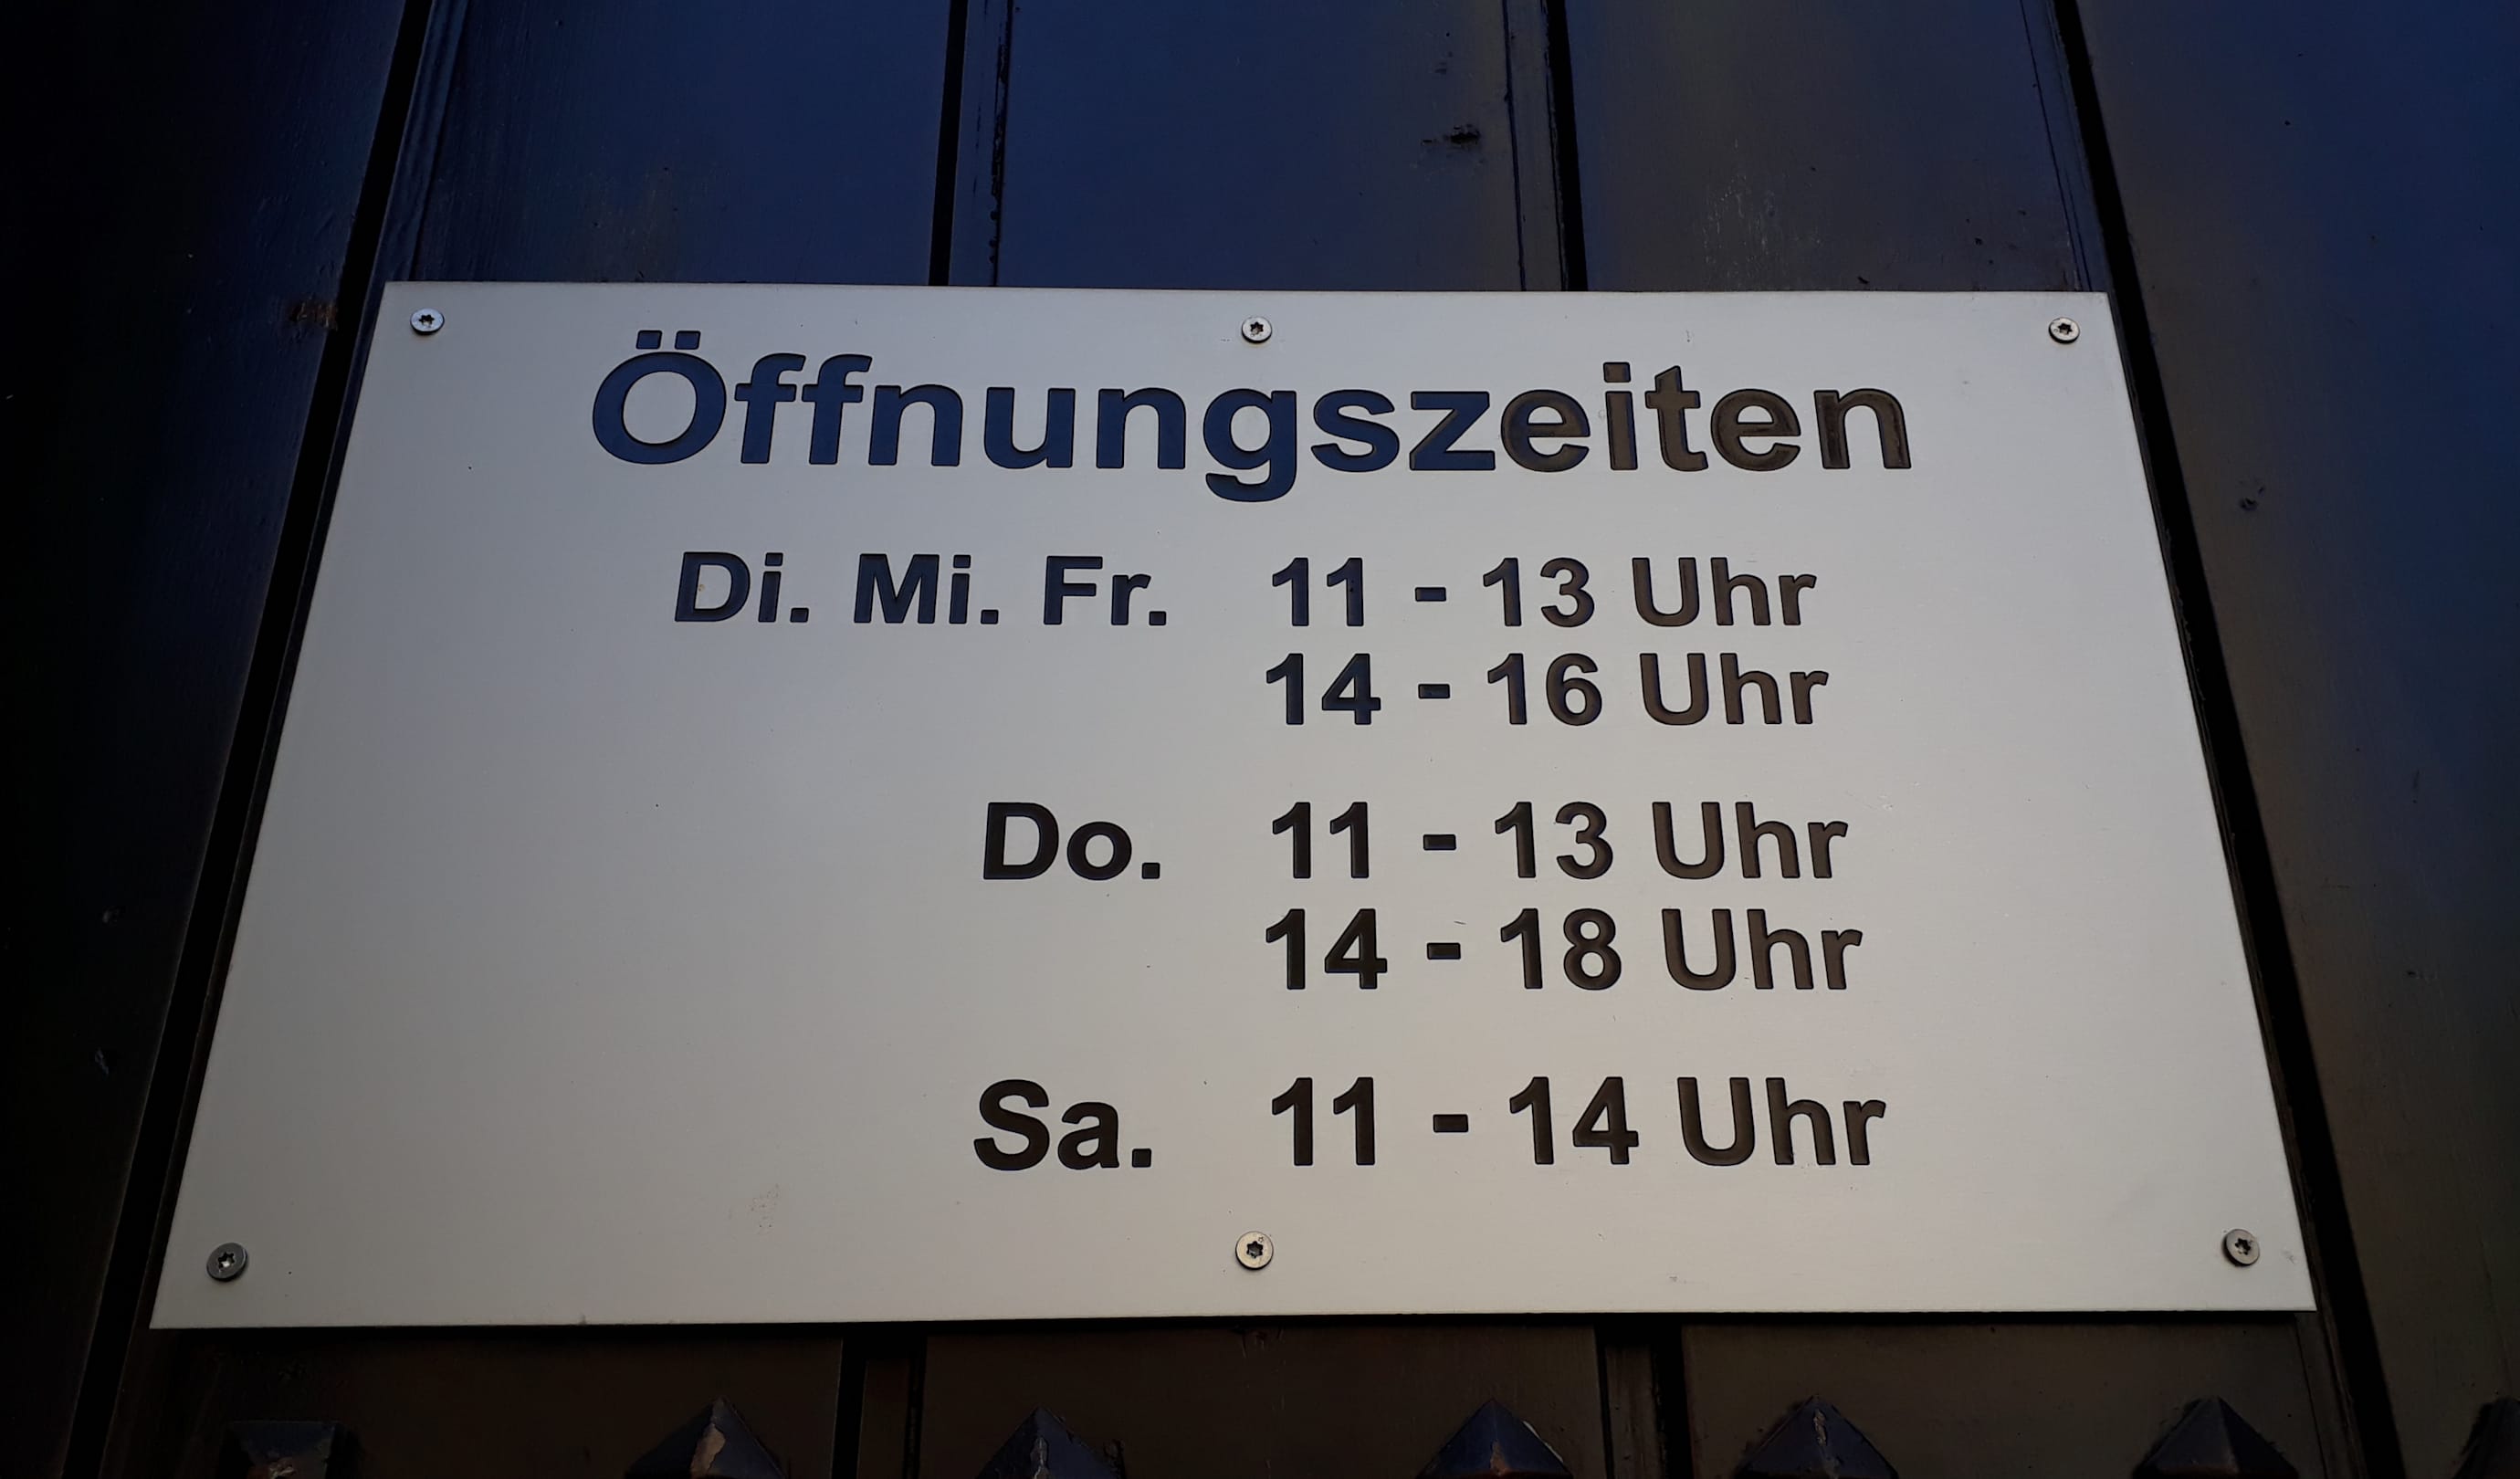 Öffnungszeiten
Di. Mi. Fr. 11 - 13 Uhr
14 - 16 Uhr
Do. 11 - 13 Uhr
14 - 18 Uhr
Sa. 11 - 14 Uhr